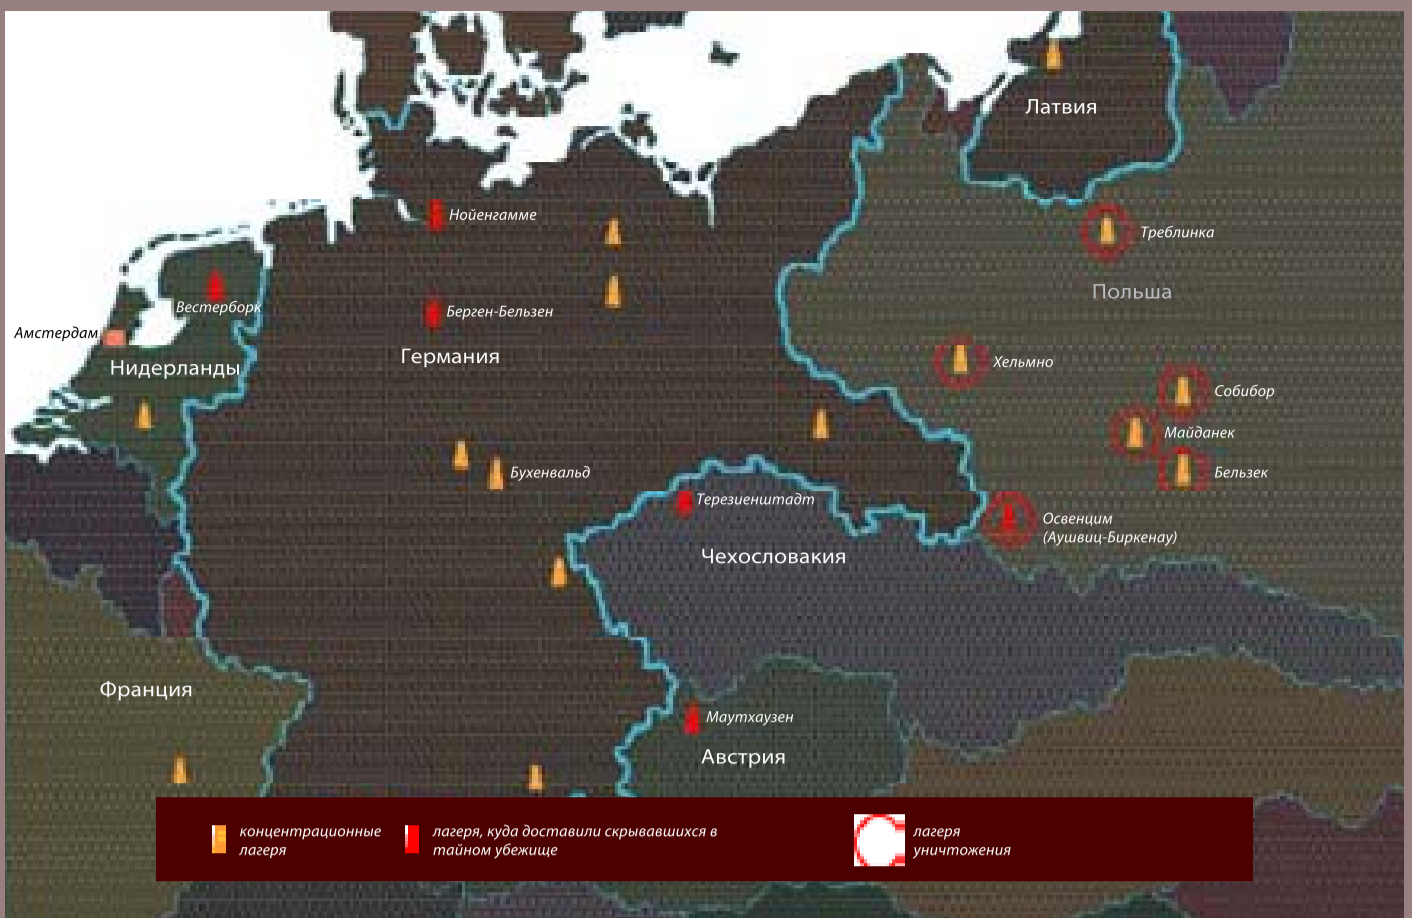 Латвия
Нойенгамме
Треблинка
Польша
Вестерборк
Берген-Бельзен
Амстердам
Германия
Нидерланды
Хельмно
Собибор
Майданек
Бухенвальд
Бельзек
Терезиенштадт
Освенцим
(Аушвиц-Биркенау)
Чехословакия
Франция
Маутхаузен
Австрия
концентрационные
лагеря
лагеря, куда доставили скрывавшихся в
тайном убежище
лагеря
уничтожения